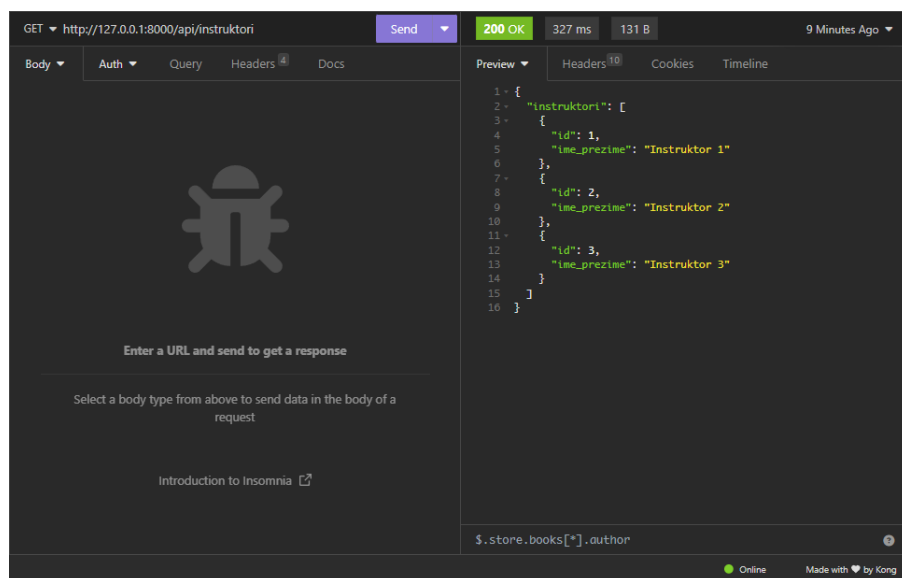 GET http://127.0.0.1:8000/api/instruktori Send 200 OK 327 ms 131 B 9 Minutes Ago
Body Auth Query Headers 4 Docs
Preview Headers 10 Cookies Timeline
1 {
2 "instruktori": [
3 {
4 "id": 1,
5 "ime_prezime": "Instruktor 1"
6 },
7 {
8 "id": 2,
9 "ime_prezime": "Instruktor 2"
10 },
11 {
12 "id": 3,
13 "ime_prezime": "Instruktor 3"
14 }
15 ]
16 }
Enter a URL and send to get a response
Select a body type from above to send data in the body of a
request
Introduction to Insomnia
$.store.books[*].author ?
Online Made with ♥ by Kong